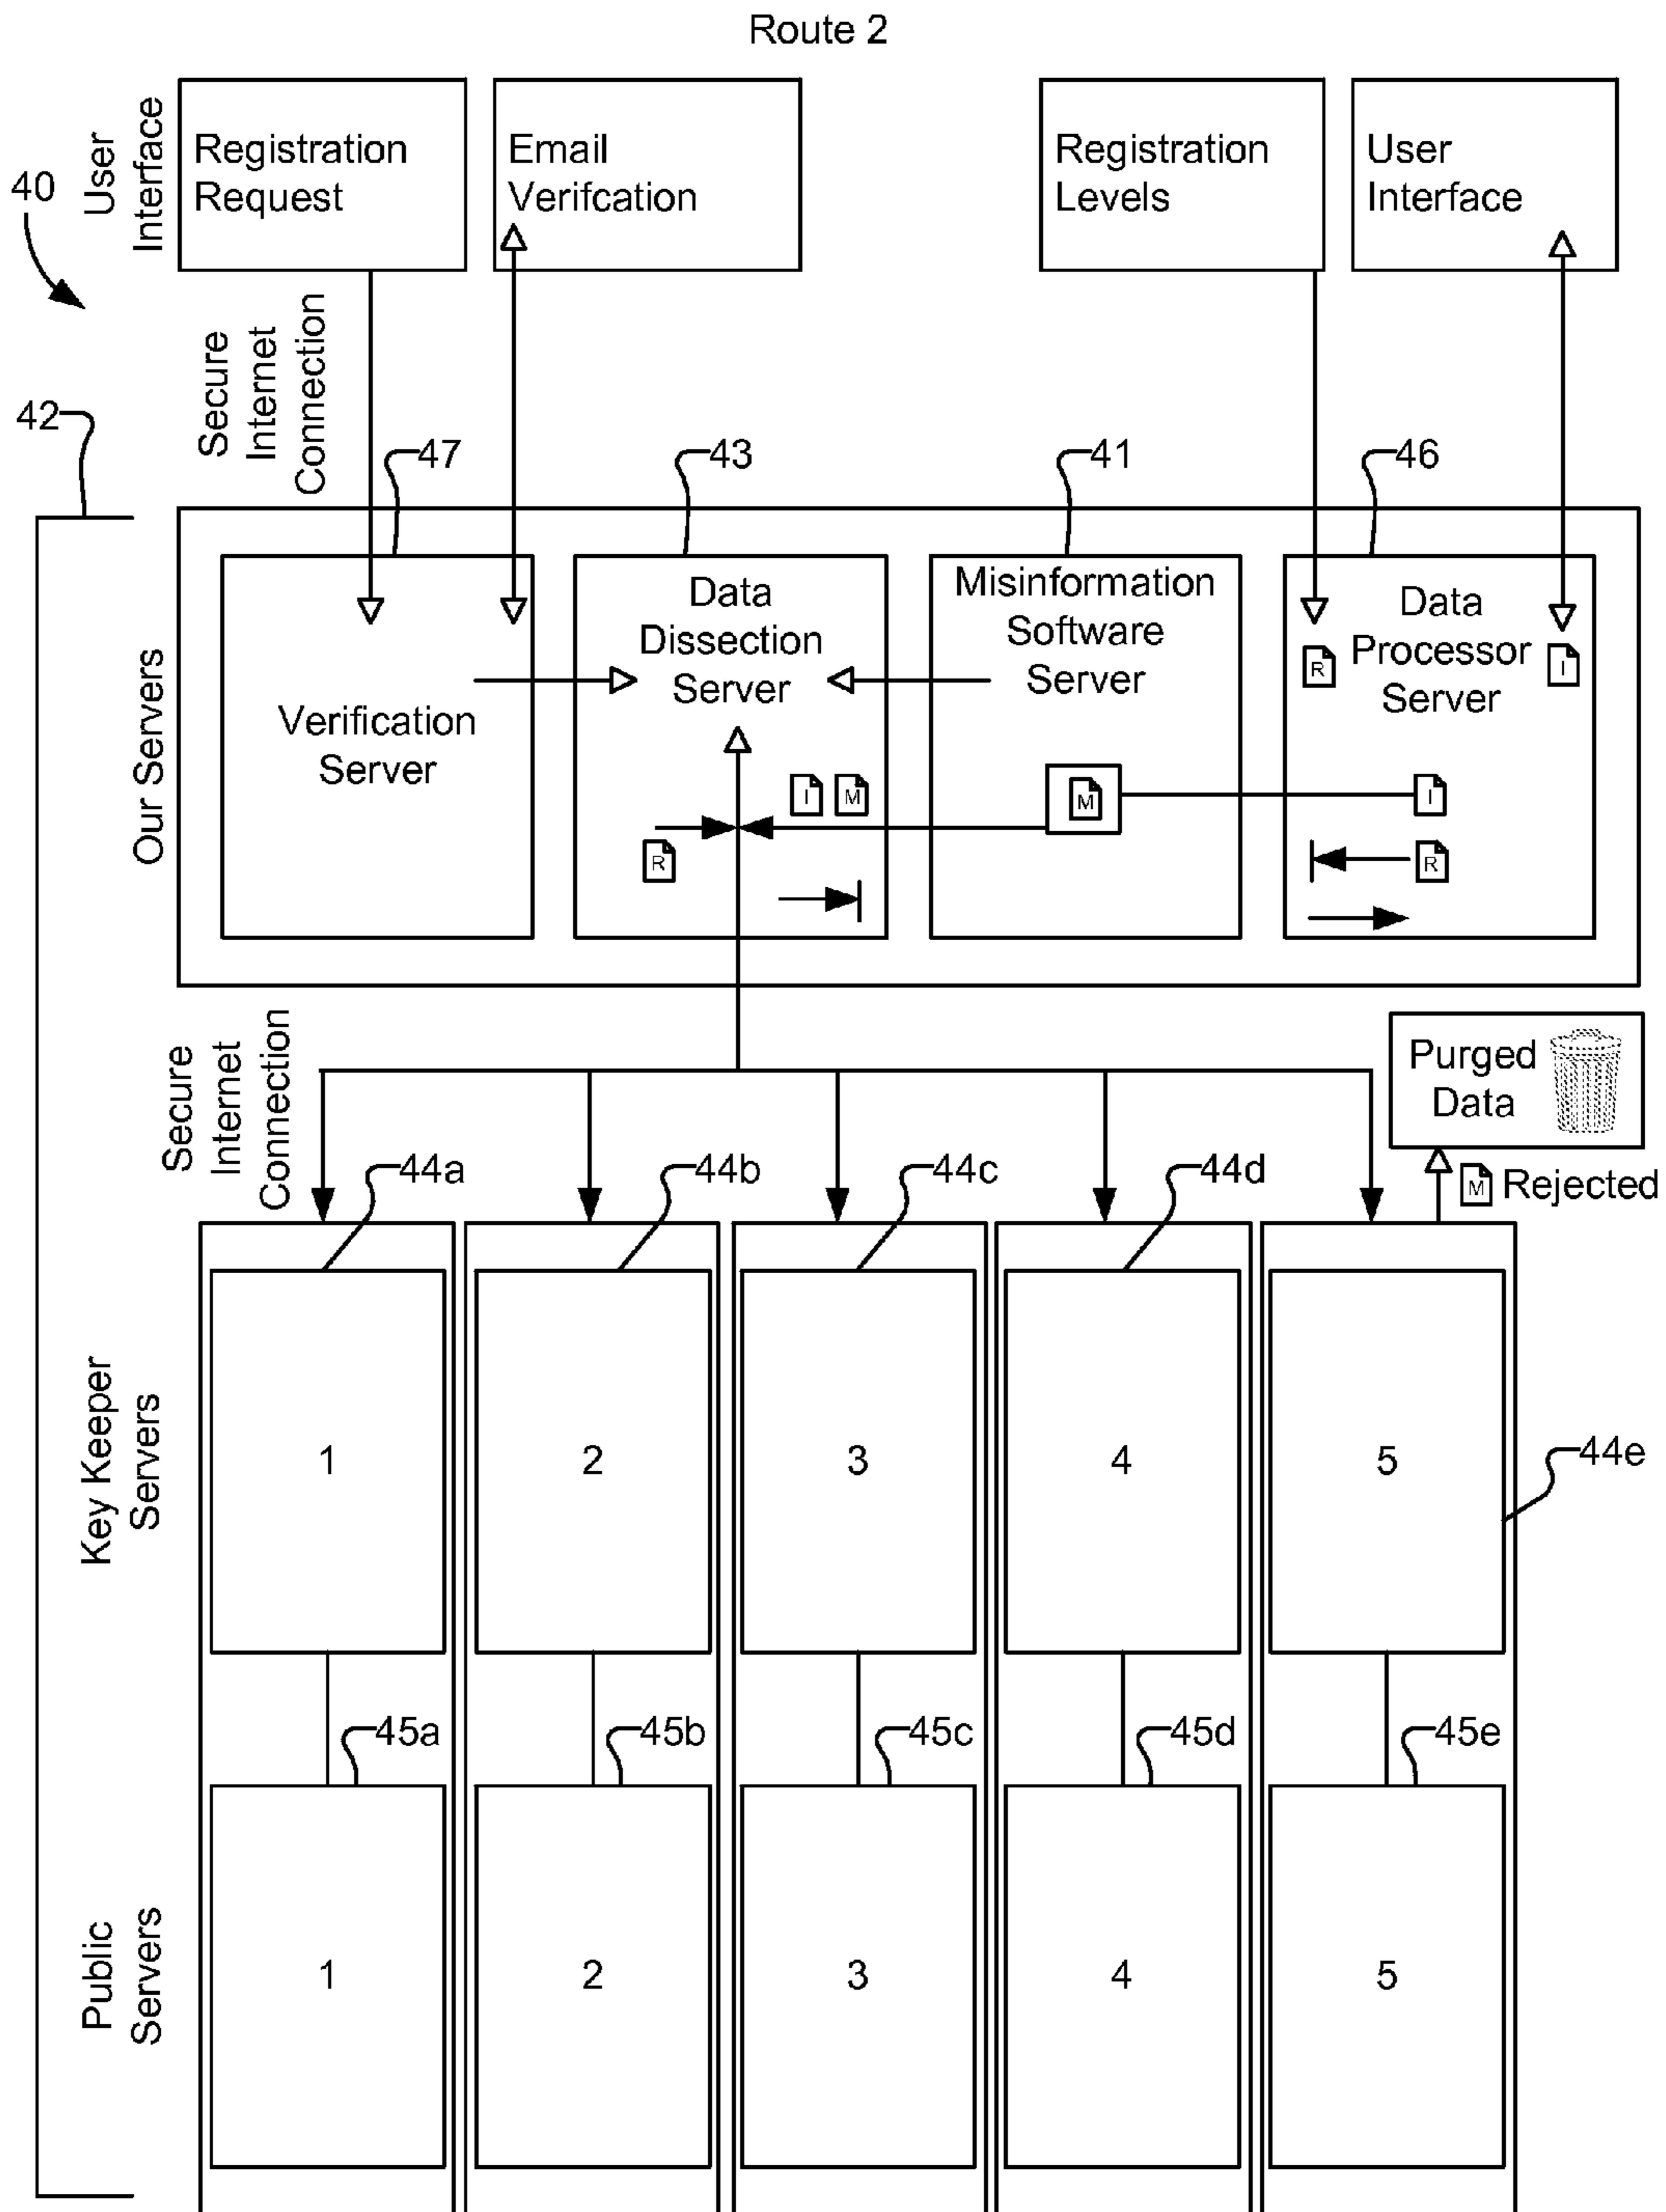 Route 2
User
Interface
Registration
Request
Email
Verifcation
Registration
Levels
User
Interface
40
Secure
Internet
Connection
42
47
43
41
46
Our Servers
Verification
Server
Data
Dissection
Server
Misinformation
Software
Server
Data
Processor
Server
R
I
I
M
M
I
R
R
Secure
Internet
Connection
Purged
Data
M
Rejected
44a
44b
44c
44d
44e
Key Keeper
Servers
1
2
3
4
5
45a
45b
45c
45d
45e
Public
Servers
1
2
3
4
5